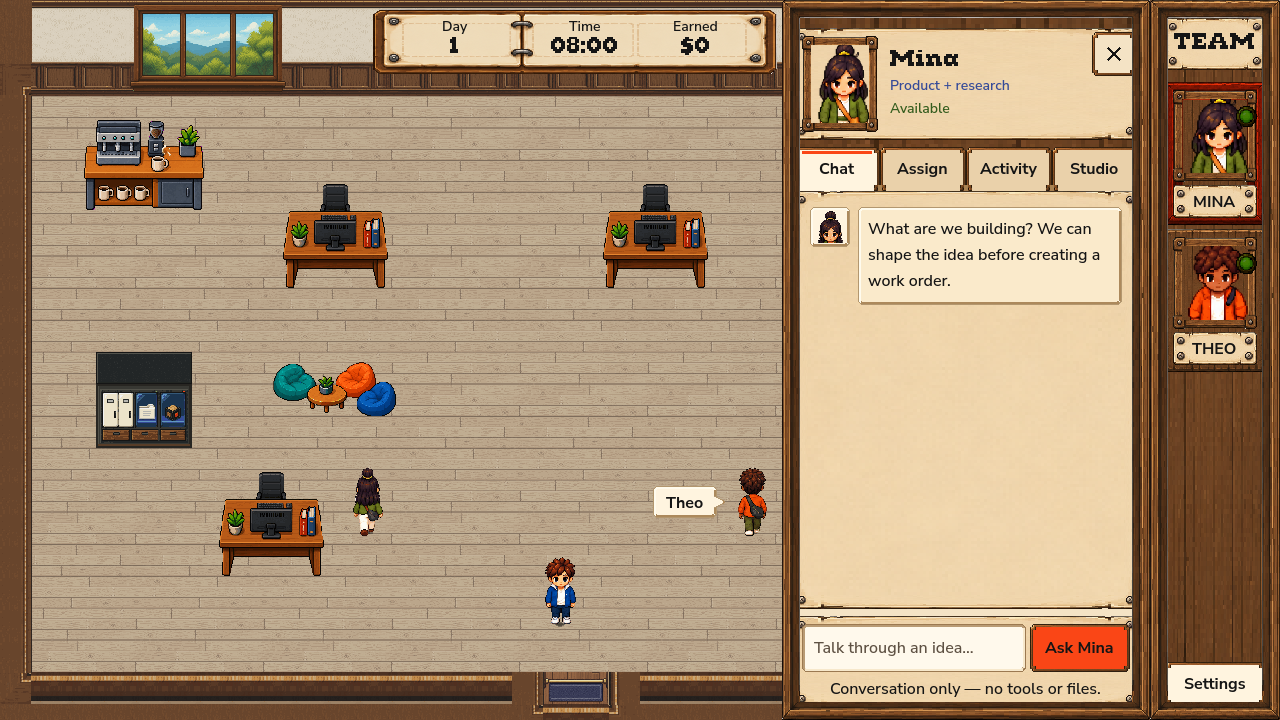 Day
1
Time
08:00
Earned
$0
Mina
Product + research
Available
Chat
Assign
Activity
Studio
What are we building? We can
shape the idea before creating a
work order.
Theo
Talk through an idea...
Ask Mina
Conversation only — no tools or files.
TEAM
MINA
THEO
Settings